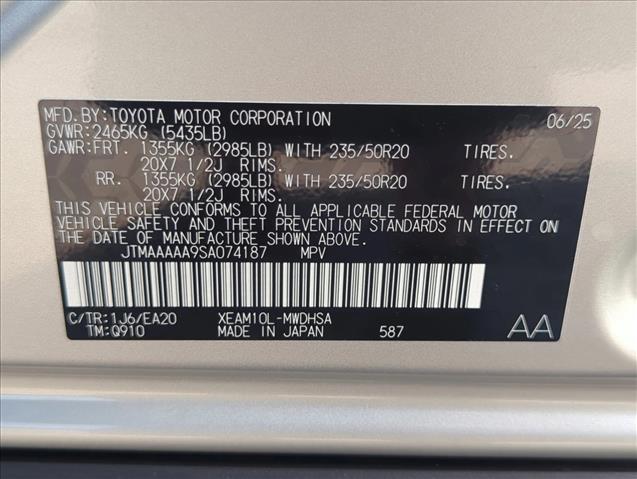 MFD.BY:TOYOTA MOTOR CORPORATION 06/25
GVWR:2465KG (5435LB)
GAWR:FRT. 1355KG (2985LB) WITH 235/50R20 TIRES.
20X7 1/2J RIMS.
RR. 1355KG (2985LB) WITH 235/50R20 TIRES.
20X7 1/2J RIMS.
THIS VEHICLE CONFORMS TO ALL APPLICABLE FEDERAL MOTOR
VEHICLE SAFETY AND THEFT PREVENTION STANDARDS IN EFFECT ON
THE DATE OF MANUFACTURE SHOWN ABOVE.
JTMAAAAA9SA074187 MPV
C/TR:1J6/EA20 XEAM10L-MWDHSA
TM:Q910 MADE IN JAPAN 587 AA